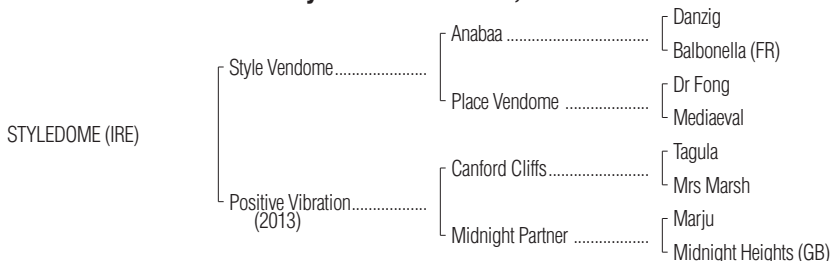 Danzig
Anabaa
Balbonella (FR)
Style Vendome
Dr Fong
Place Vendome
Mediaeval
STYLEDOME (IRE)
Tagula
Canford Cliffs
Mrs Marsh
Positive Vibration
(2013)
Marju
Midnight Partner
Midnight Heights (GB)